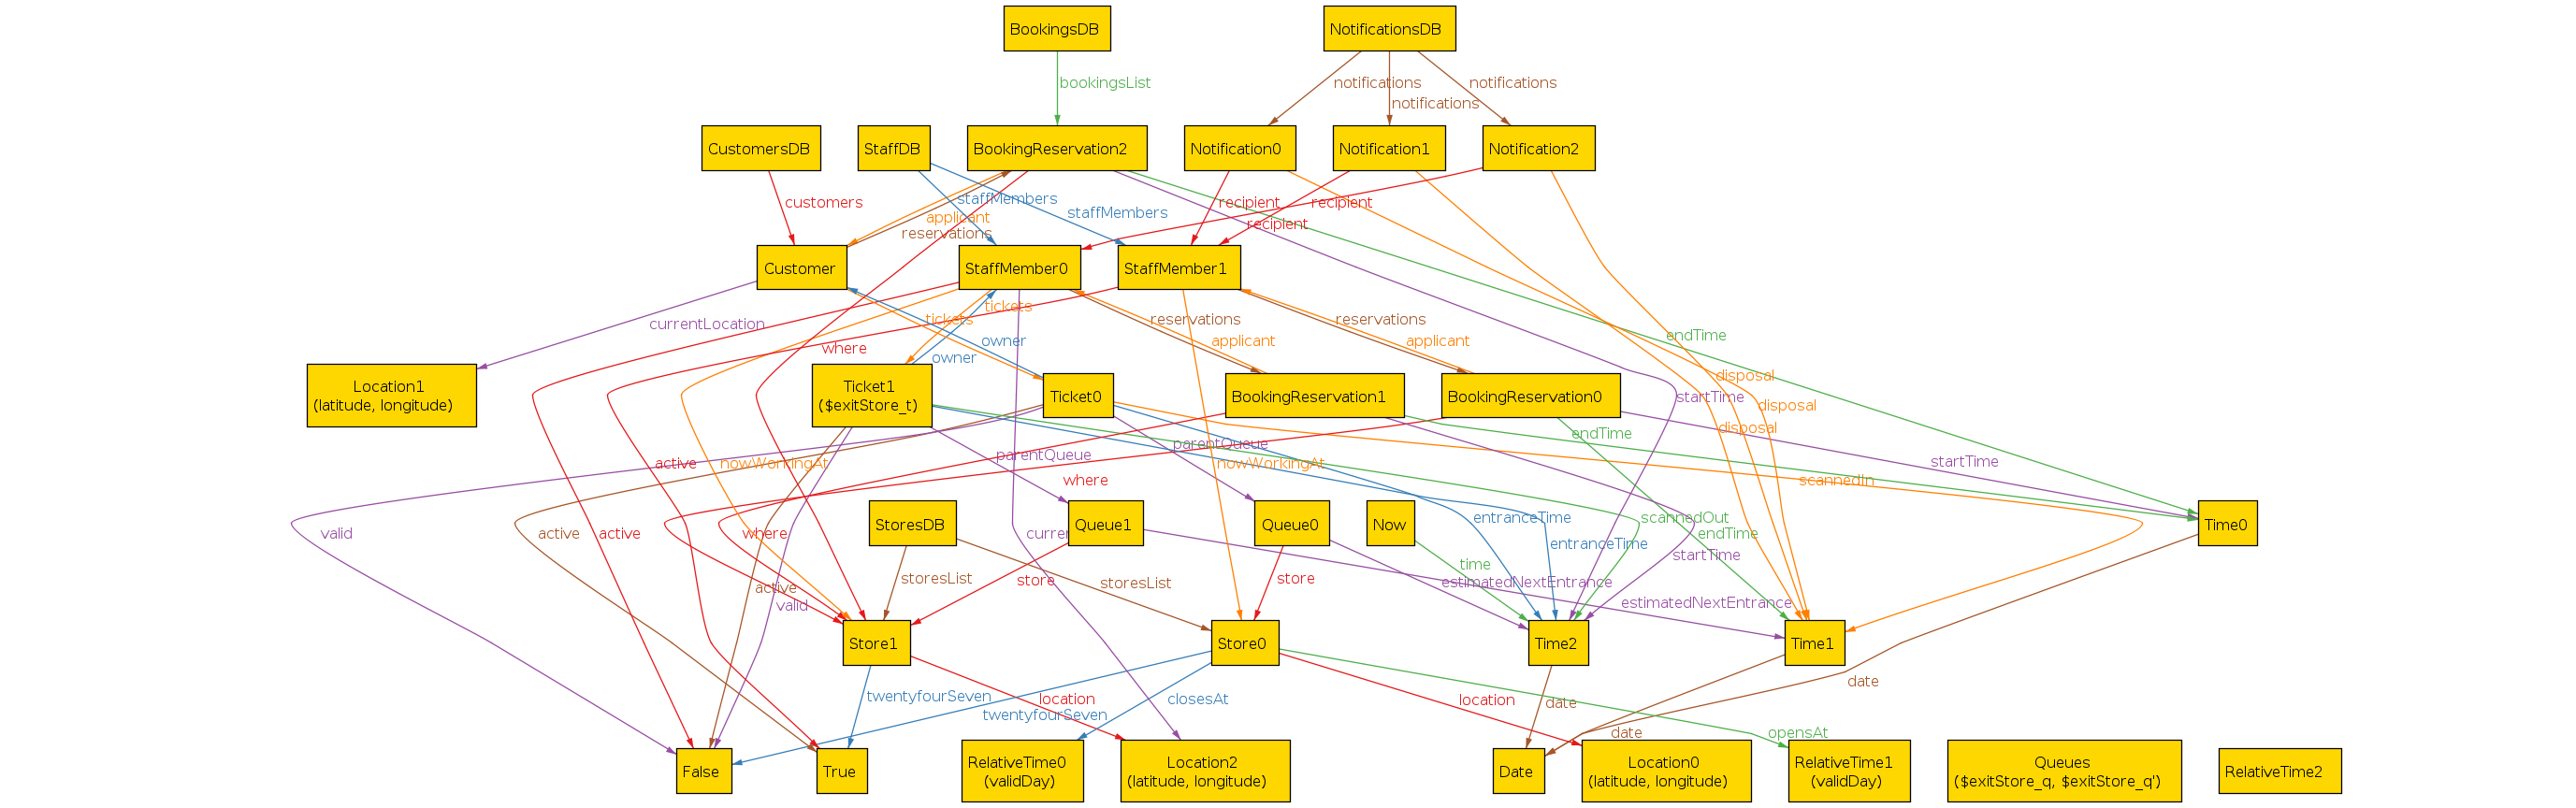 BookingsDB
NotificationsDB
bookingsList
notifications
notifications
notifications
CustomersDB
StaffDB
BookingReservation2
Notification0
Notification1
Notification2
customers
staffMembers
staffMembers
recipient
recipient
applicant
recipient
reservations
Customer
StaffMember0
StaffMember1
tickets
tickets
currentLocation
reservations
reservations
endTime
owner
applicant
applicant
where
owner
disposal
Location1
(latitude, longitude)
Ticket1
($exitStore_t)
Ticket0
BookingReservation1
BookingReservation0
startTime
disposal
disposal
endTime
parentQueue
parentQueue
active
nowWorkingAt
nowWorkingAt
startTime
where
scannedIn
StoresDB
Queue1
Queue0
Now
entranceTime
scannedOut
Time0
valid
active
active
where
curre
entranceTime
endTime
startTime
time
storesList
store
storesList
store
estimatedNextEntrance
active
valid
estimatedNextEntrance
Store1
Store0
Time2
Time1
date
twentyfourSeven
location
closesAt
location
date
twentyfourSeven
date
opensAt
False
True
RelativeTime0
(validDay)
Location2
(latitude, longitude)
Date
Location0
(latitude, longitude)
RelativeTime1
(validDay)
Queues
($exitStore_q, $exitStore_q')
RelativeTime2